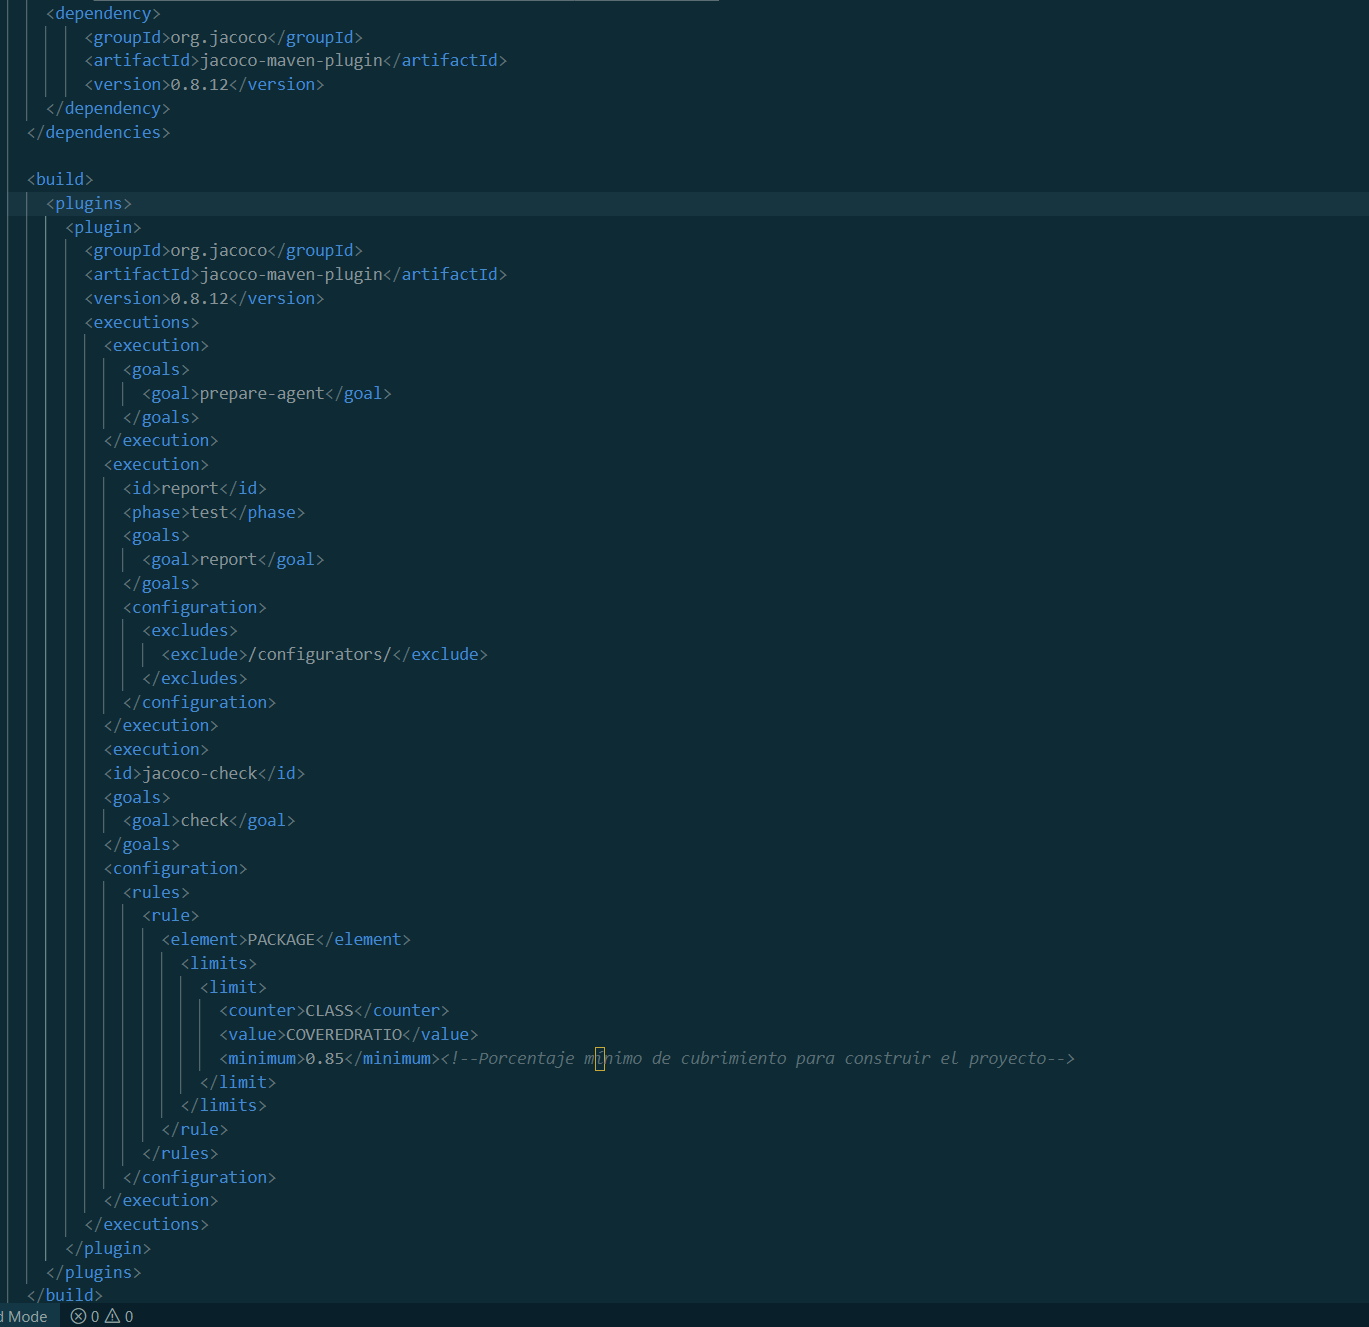 <dependency>
<groupId>org.jacoco</groupId>
<artifactId>jacoco-maven-plugin</artifactId>
<version>0.8.12</version>
</dependency>
</dependencies>
<build>
<plugins>
<plugin>
<groupId>org.jacoco</groupId>
<artifactId>jacoco-maven-plugin</artifactId>
<version>0.8.12</version>
<executions>
<execution>
<goals>
<goal>prepare-agent</goal>
</goals>
</execution>
<execution>
<id>report</id>
<phase>test</phase>
<goals>
<goal>report</goal>
</goals>
<configuration>
<excludes>
<exclude>/configurators/</exclude>
</excludes>
</configuration>
</execution>
<execution>
<id>jacoco-check</id>
<goals>
<goal>check</goal>
</goals>
<configuration>
<rules>
<rule>
<element>PACKAGE</element>
<limits>
<limit>
<counter>CLASS</counter>
<value>COVEREDRATIO</value>
<minimum>0.85</minimum><!--Porcentaje mínimo de cubrimiento para construir el proyecto-->
</limit>
</limits>
</rule>
</rules>
</configuration>
</execution>
</executions>
</plugin>
</plugins>
</build>
d Mode 0 0